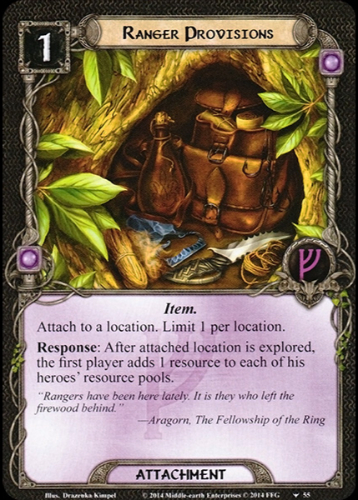 1
RANGER PROVISIONS
Item.
Attach to a location. Limit 1 per location.
Response: After attached location is explored,
the first player adds 1 resource to each of his
heroes' resource pools.
"Rangers have been here lately. It is they who left the
firewood behind."
—Aragorn, The Fellowship of the Ring
Illus. Drazenka Kimpel
ATTACHMENT
© 2014 Middle-earth Enterprises © 2014 FFG
55